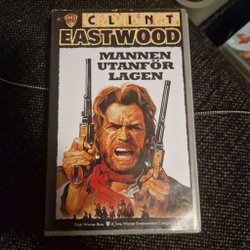 CLINT
EASTWOOD
MANNEN
UTANFÖR
LAGEN